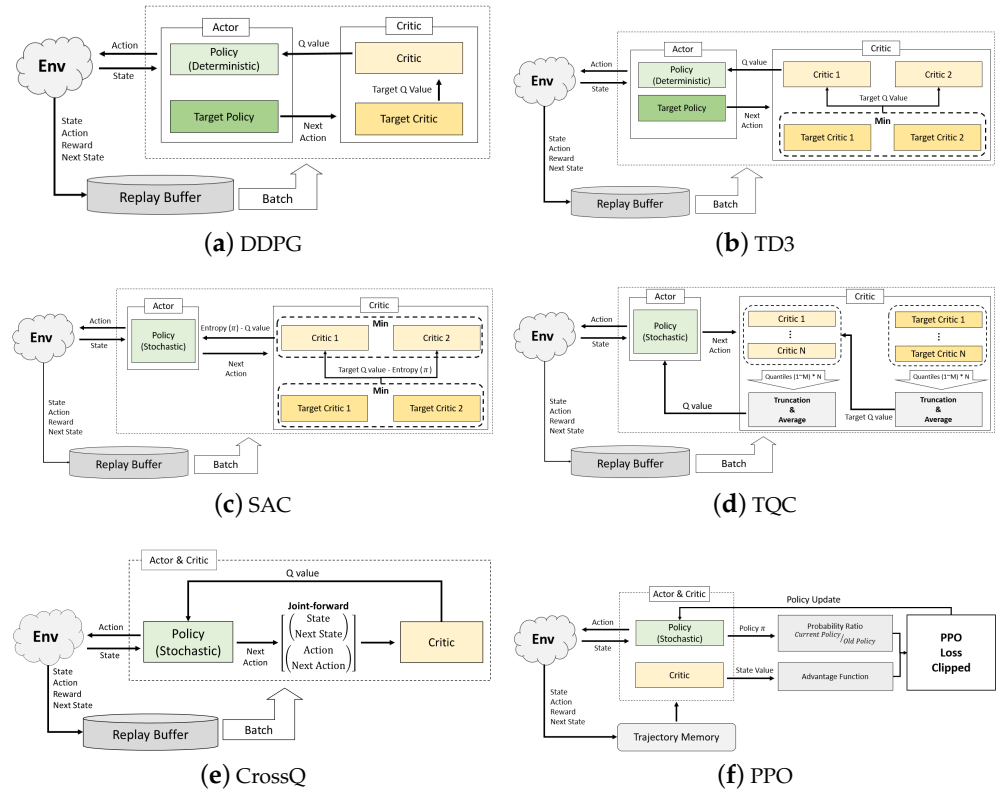 Actor
Critic
Env
Action
State
Policy
(Deterministic)
Q value
Critic
Target Q Value
Target Policy
Next
Action
Target Critic
State
Action
Reward
Next State
Replay Buffer
Batch
(a) DDPG
Actor
Critic
Env
Action
State
Policy
(Deterministic)
Q value
Critic 1
Critic 2
Target Q Value
Target Policy
Next
Action
Min
Target Critic 1
Target Critic 2
State
Action
Reward
Next State
Replay Buffer
Batch
(b) TD3
Actor
Critic
Env
Action
State
Policy
(Stochastic)
Entropy (π) - Q value
Next
Action
Min
Critic 1
Critic 2
Target Q value - Entropy (π)
Min
Target Critic 1
Target Critic 2
State
Action
Reward
Next State
Replay Buffer
Batch
(c) SAC
Actor
Critic
Env
Action
State
Policy
(Stochastic)
Next
Action
Critic 1
⋮
Critic N
Target Critic 1
⋮
Target Critic N
Quantiles (1~M) * N
Quantiles (1~M) * N
Q value
Truncation
&
Average
Target Q value
Truncation
&
Average
State
Action
Reward
Next State
Replay Buffer
Batch
(d) TQC
Actor & Critic
Q value
Env
Action
State
Policy
(Stochastic)
Next
Action
Joint-forward
State
Next State
Action
Next Action
Critic
State
Action
Reward
Next State
Replay Buffer
Batch
(e) CrossQ
Actor & Critic
Policy Update
Env
Action
State
Policy
(Stochastic)
Policy π
Probability Ratio
Current Policy/Old Policy
PPO
Loss
Clipped
Critic
State Value
Advantage Function
State
Action
Reward
Next State
Trajectory Memory
(f) PPO